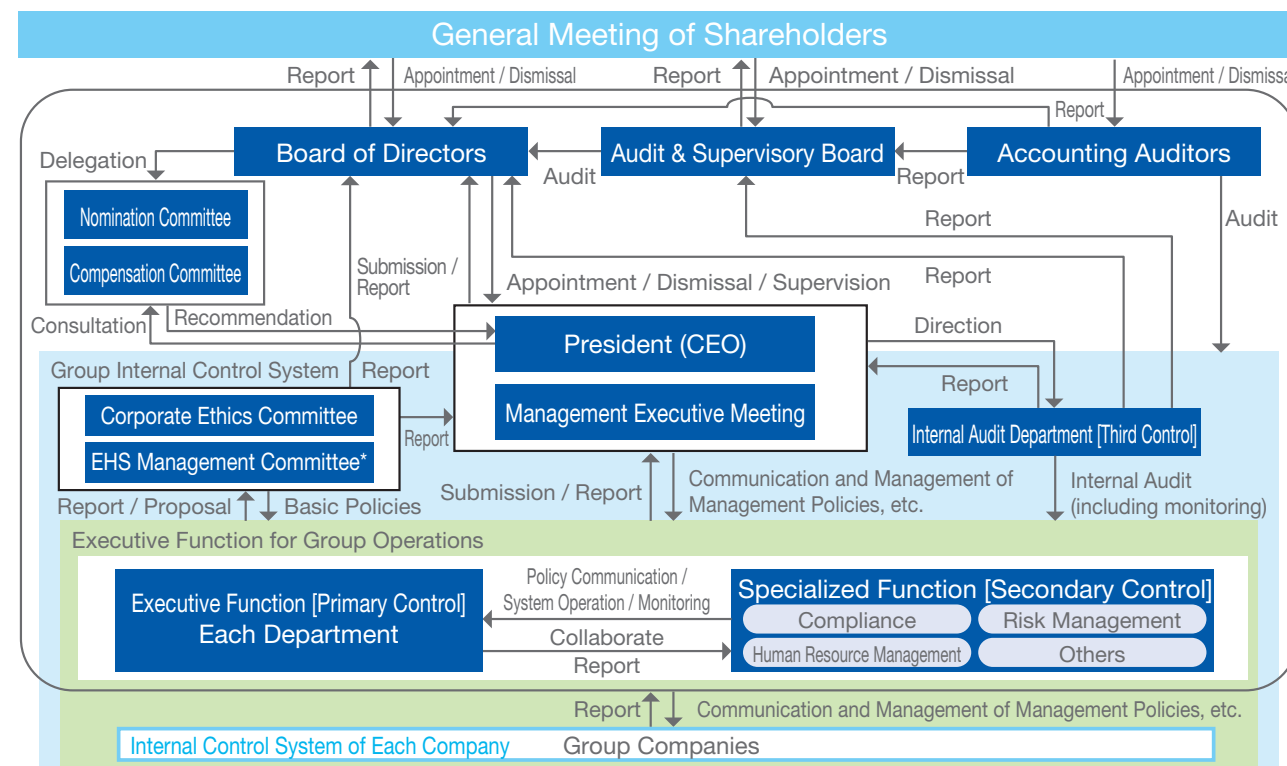 General Meeting of Shareholders
Report
Appointment / Dismissal
Report
Appointment / Dismissal
Appointment / Dismissa
Report
Board of Directors
Audit & Supervisory Board
Accounting Auditors
Delegation
Audit
Report
Nomination Committee
Compensation Committee
Report
Audit
Submission /
Report
Report
Appointment / Dismissal / Supervision
Consultation
Recommendation
Direction
President (CEO)
Management Executive Meeting
Group Internal Control System
Report
Report
Corporate Ethics Committee
EHS Management Committee*
Report
Internal Audit Department [Third Control]
Report / Proposal
Basic Policies
Submission / Report
Communication and Management of
Management Policies, etc.
Internal Audit
(including monitoring)
Executive Function for Group Operations
Executive Function [Primary Control]
Each Department
Policy Communication /
System Operation / Monitoring
Collaborate
Report
Specialized Function [Secondary Control]
Compliance
Risk Management
Human Resource Management
Others
Report
Communication and Management of Management Policies, etc.
Internal Control System of Each Company
Group Companies